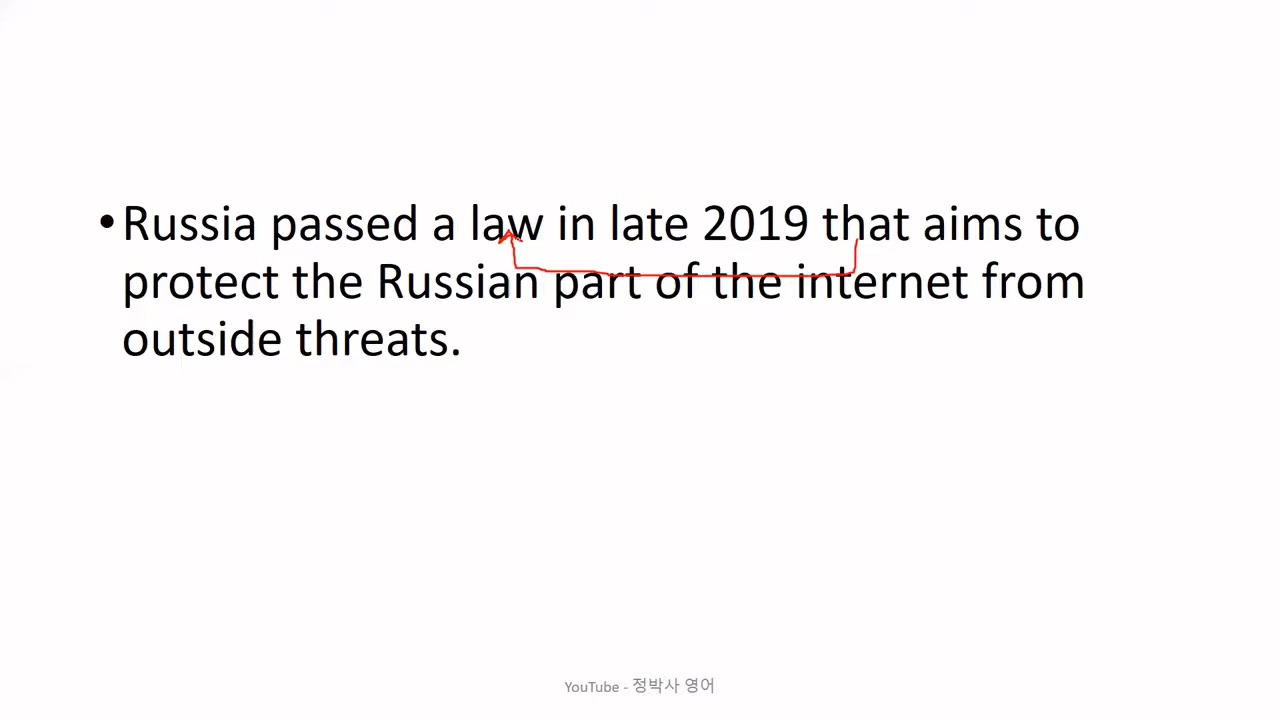 •Russia passed a law in late 2019 that aims to
protect the Russian part of the internet from
outside threats.
YouTube - 정박사 영어